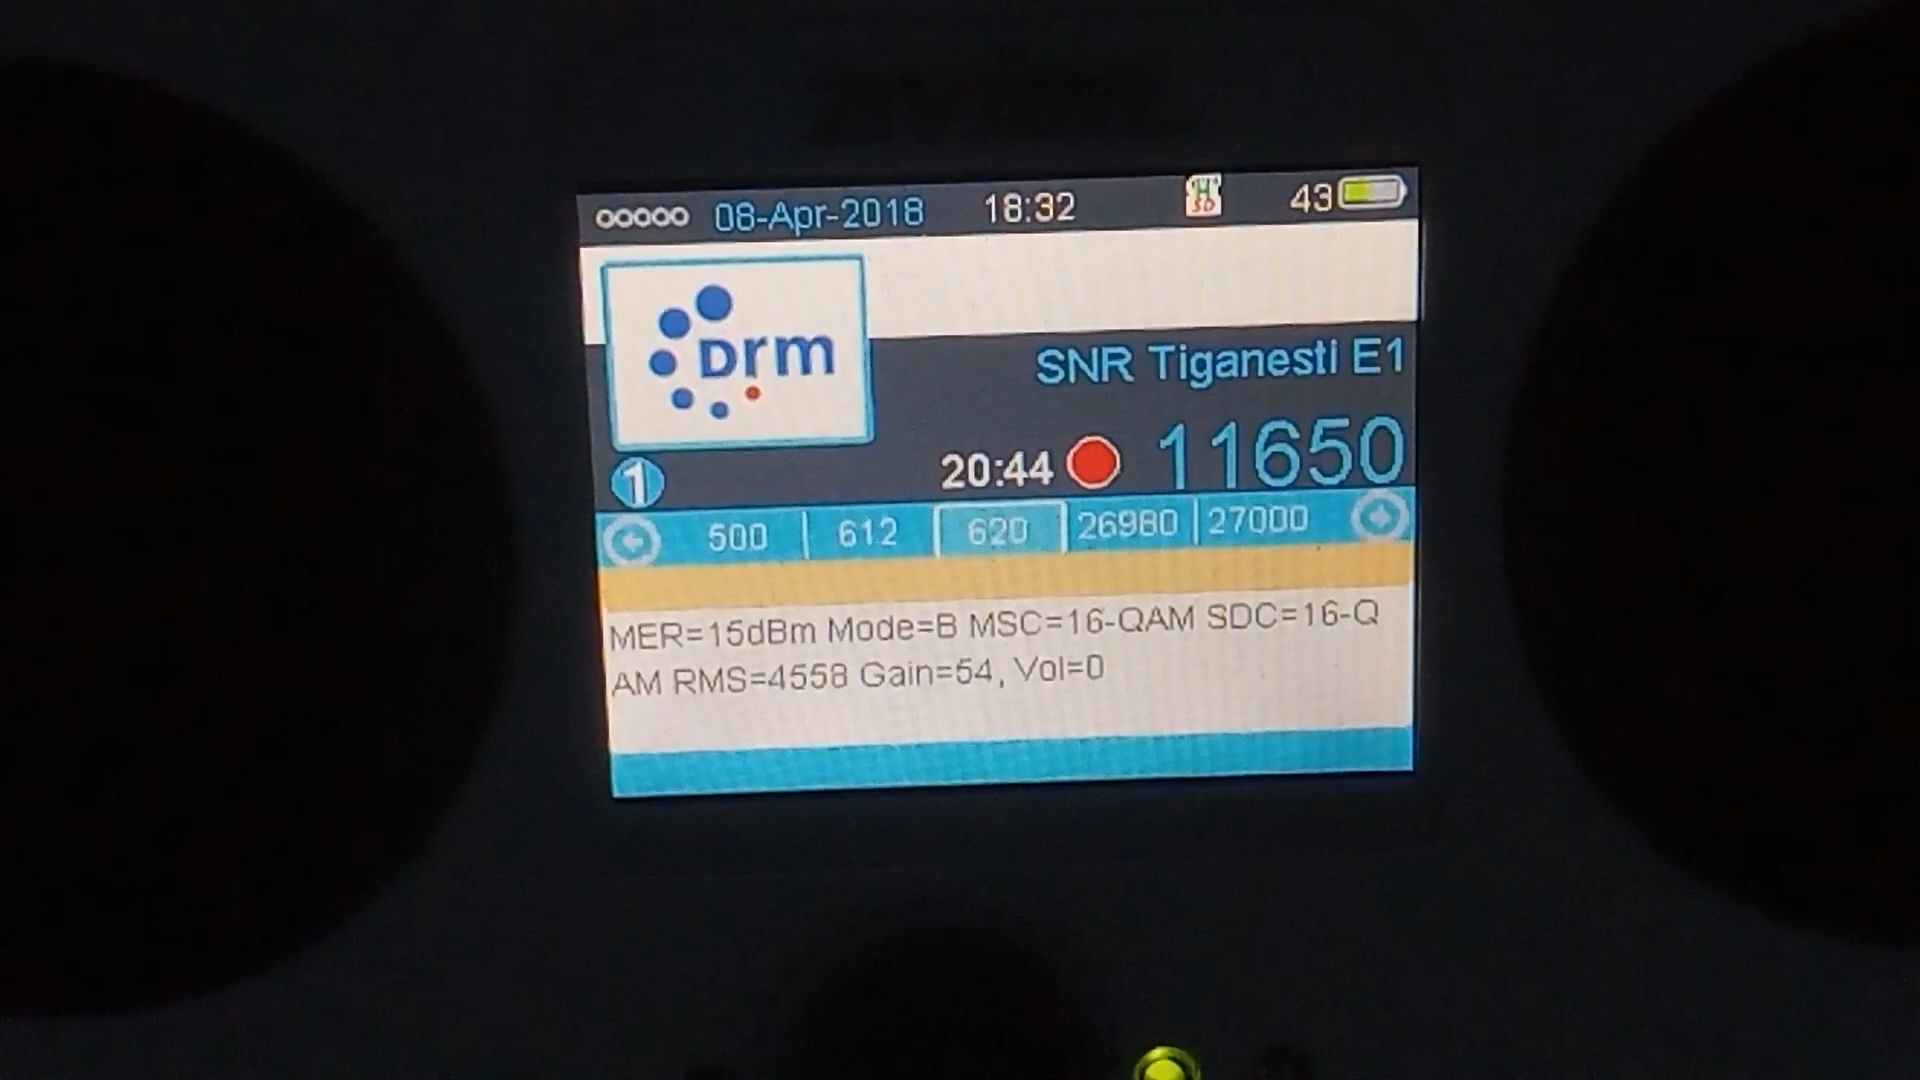 08-Apr-2018 18:32 43
Drm
SNR Tiganesti E1
1 20:44 11650
500 612 620 26980 27000
MER=15dBm Mode=B MSC=16-QAM SDC=16-Q
AM RMS=4558 Gain=54, Vol=0